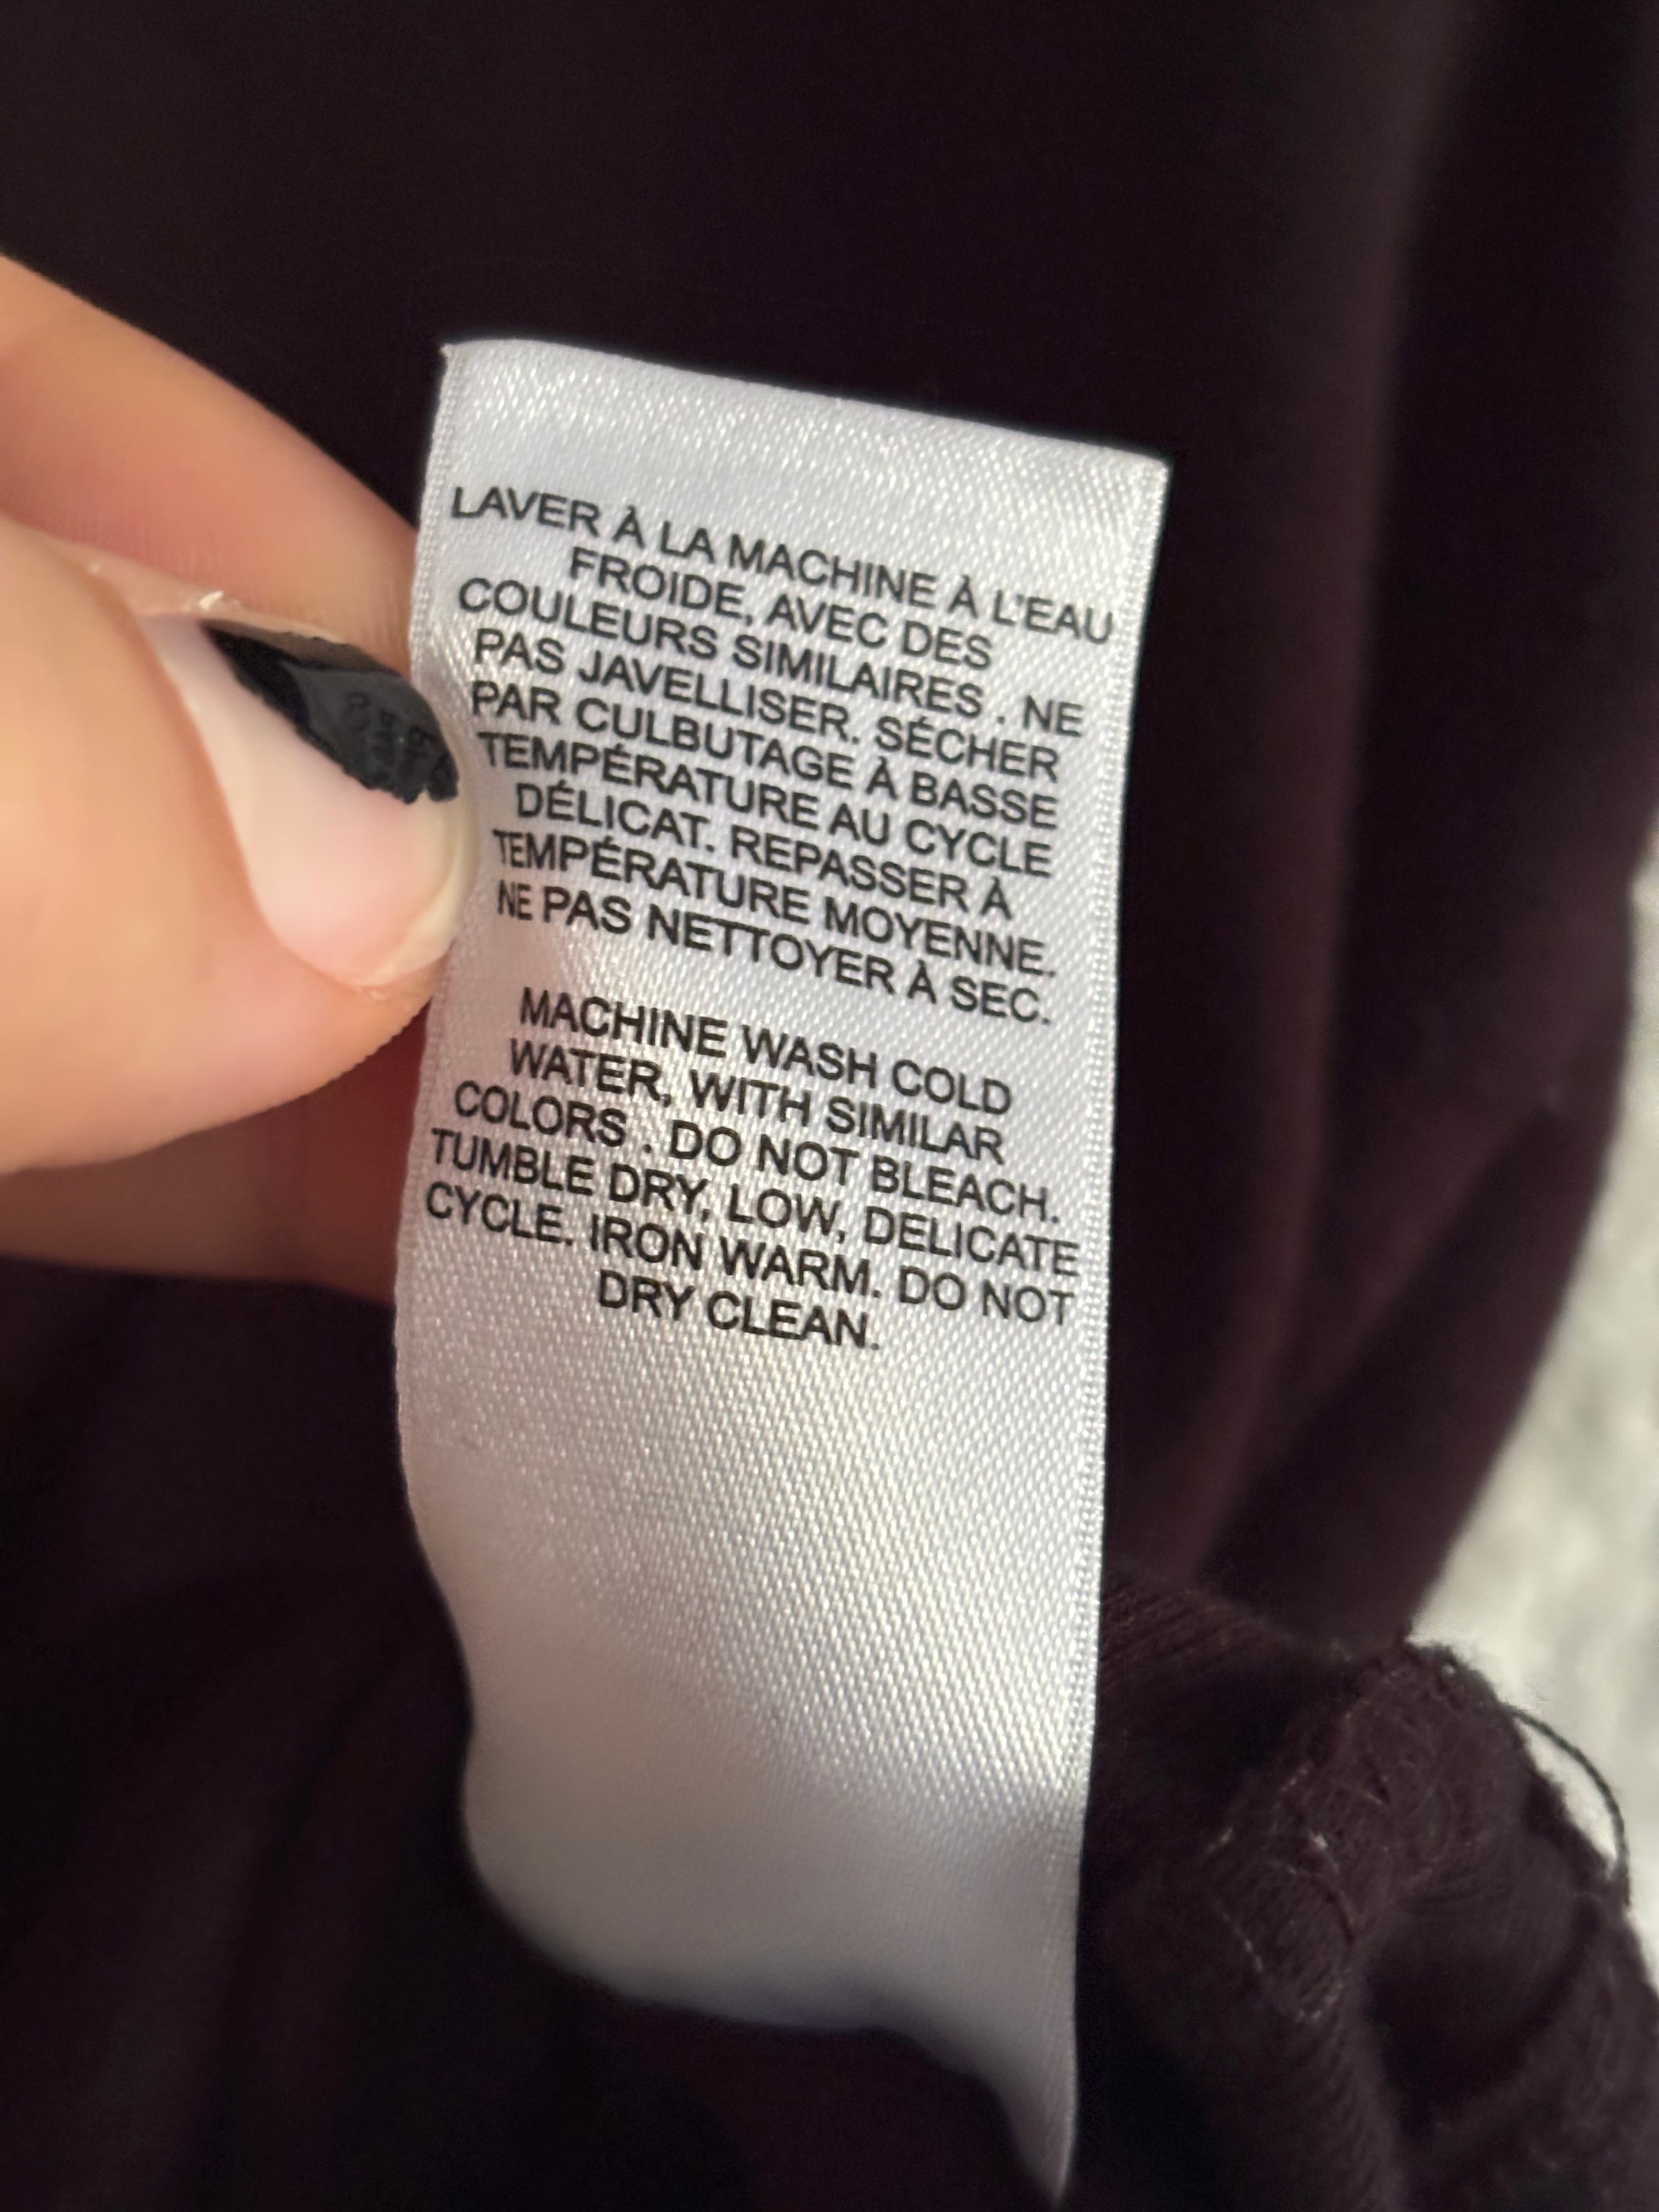 LAVER À LA MACHINE À L'EAU
FROIDE, AVEC DES
COULEURS SIMILAIRES . NE
PAS JAVELLISER. SÉCHER
PAR CULBUTAGE À BASSE
TEMPÉRATURE AU CYCLE
DÉLICAT. REPASSER À
TEMPÉRATURE MOYENNE.
NE PAS NETTOYER À SEC.
MACHINE WASH COLD
WATER, WITH SIMILAR
COLORS . DO NOT BLEACH.
TUMBLE DRY, LOW, DELICATE
CYCLE. IRON WARM. DO NOT
DRY CLEAN.